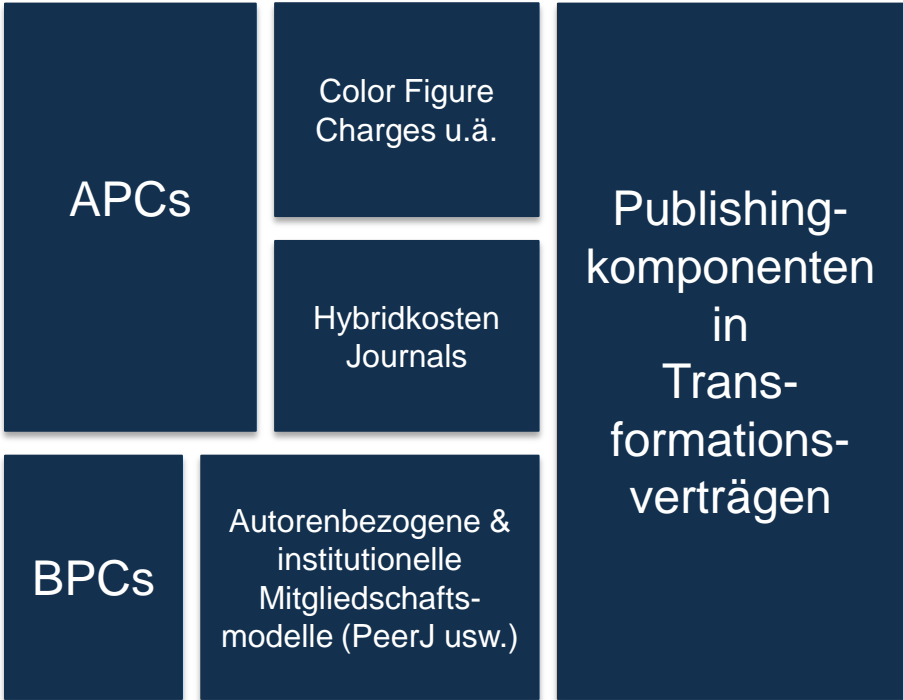 APCs
Color Figure
Charges u.ä.
Hybridkosten
Journals
Publishing-
komponenten
in
Trans-
formations-
verträgen
BPCs
Autorenbezogene &
institutionelle
Mitgliedschafts-
modelle (PeerJ usw.)